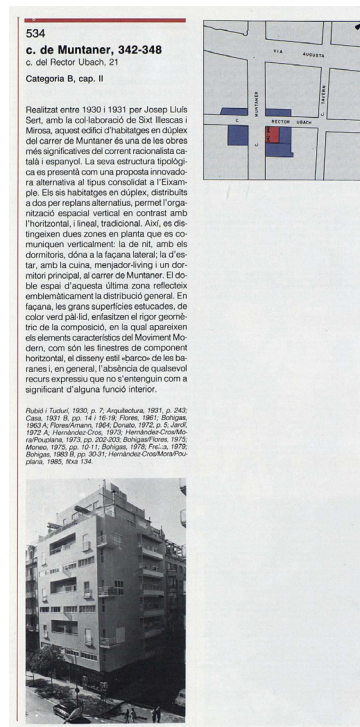 534
c. de Muntaner, 342-348
c. del Rector Ubach, 21
Categoria B, cap. II
Realitzat entre 1930 i 1931 per Josep Lluís
Sert, amb la col·laboració de Sixt Illescas i
Mirosa, aquest edifici d'habitatges en dúplex
del carrer de Muntaner és una de les obres
més significatives del corrent racionalista ca-
talà i espanyol. La seva estructura tipològi-
ca es presentà com una proposta innovado-
ra alternativa al tipus consolidat a l'Eixam-
ple. Els sis habitatges en dúplex, distribuïts
a dos per replans alternatius, permet l'orga-
nització espacial vertical en contrast amb
l'horitzontal, i lineal, tradicional. Així, es dis-
tingeixen dues zones en planta que es co-
muniquen verticalment: la de nit, amb els
dormitoris, dóna a la façana lateral; la d'es-
tar, amb la cuina, menjador-living i un dor-
mitori principal, al carrer de Muntaner. El do-
ble espai d'aquesta última zona reflecteix
emblemàticament la distribució general. En
façana, les grans superfícies estucades, de
color verd pàl·lid, enfasitzen el rigor geomè-
tric de la composició, en la qual apareixen
els elements característics del Moviment Mo-
dern, com són les finestres de component
horitzontal, el disseny estil «barco» de les ba-
ranes i, en general, l'absència de qualsevol
recurs expressiu que no s'entenguin com a
significant d'alguna funció interior.
Rubió i Tudurí, 1930, p. 7; Arquitectura, 1931, p. 243;
Casa, 1931 B, pp. 14 i 16-19; Flores, 1961; Bohigas,
1963 A; Flores/Amann, 1964; Donato, 1972, p. 5; Jardí,
1972 A; Hernàndez-Cros, 1973; Hernàndez-Cros/Mo-
ra/Pouplana, 1973, pp. 202-203; Bohigas/Flores, 1975;
Moneo, 1975, pp. 10-11; Bohigas, 1978; 1979;
Bohigas, 1983 B, pp. 30-31; Hernàndez-Cros/Mora/Pou-
plana, 1985, fitxa 134.
VIA AUGUSTA
MUNTANER
C. TAVERN
C. RECTOR UBACH
C.